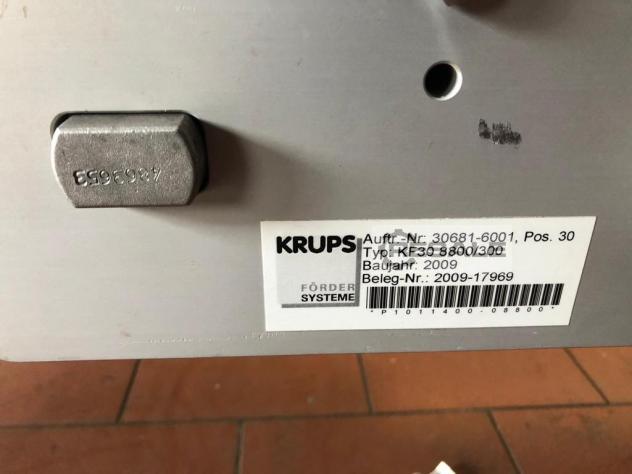 4863653
KRUPS
FÖRDER
SYSTEME
Auftr.-Nr: 30681-6001, Pos. 30
Typ: KF30 8800/300
Baujahr: 2009
Beleg-Nr.: 2009-17969
*P1011400-08800*